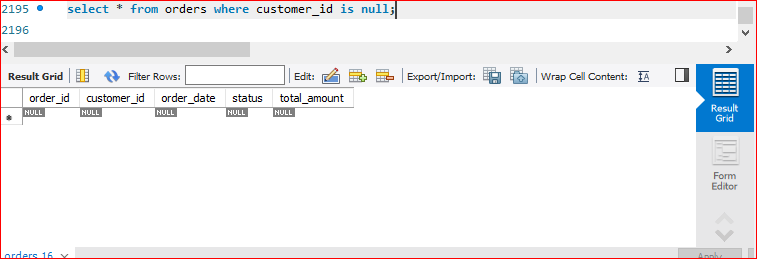 2195 select * from orders where customer_id is null;
2196
Result Grid Filter Rows: Edit: Export/Import: Wrap Cell Content: IA
order_id customer_id order_date status total_amount
* NULL NULL NULL NULL NULL
Result
Grid
Form
Editor
orders 16 Apply